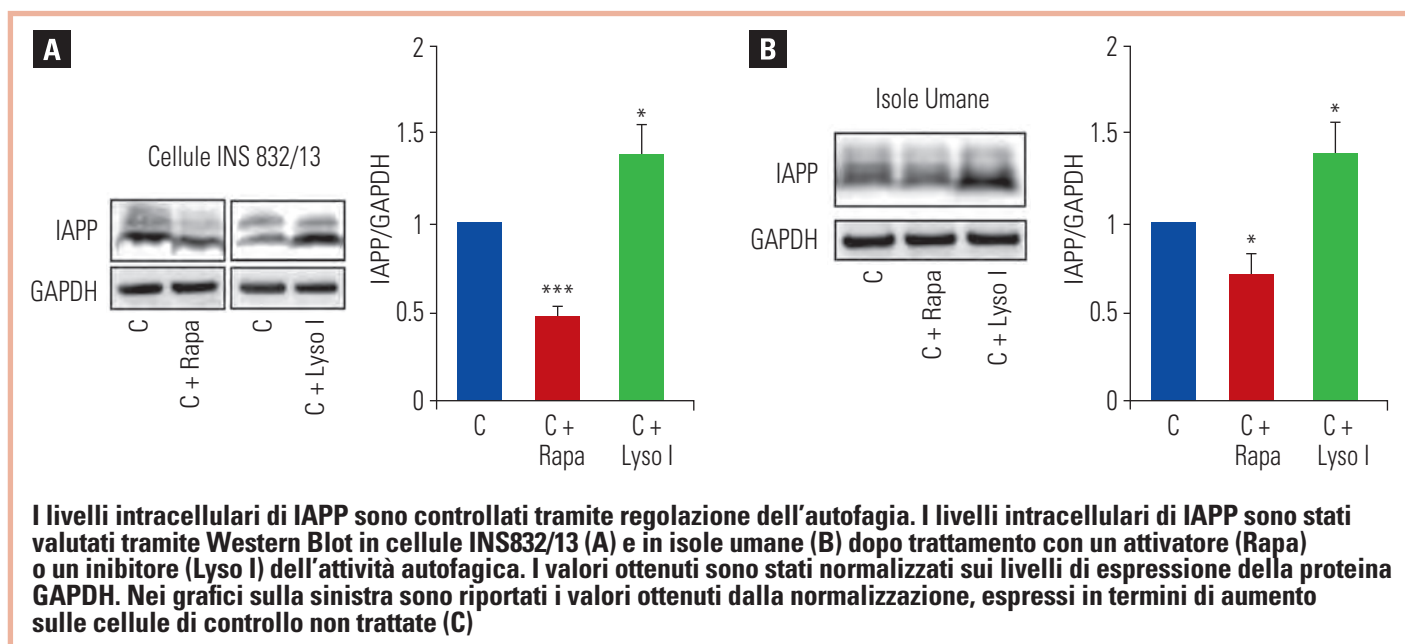 A
Cellule INS 832/13
IAPP
GAPDH
C
C + Rapa
C
C + Lyso I
IAPP/GAPDH
2
1.5
1
0.5
0
***
*
C
C + Rapa
C + Lyso I
B
Isole Umane
IAPP
GAPDH
C
C + Rapa
C + Lyso I
IAPP/GAPDH
2
1.5
1
0.5
0
*
*
C
C + Rapa
C + Lyso I
I livelli intracellulari di IAPP sono controllati tramite regolazione dell’autofagia. I livelli intracellulari di IAPP sono stati
valutati tramite Western Blot in cellule INS832/13 (A) e in isole umane (B) dopo trattamento con un attivatore (Rapa)
o un inibitore (Lyso I) dell’attività autofagica. I valori ottenuti sono stati normalizzati sui livelli di espressione della proteina
GAPDH. Nei grafici sulla sinistra sono riportati i valori ottenuti dalla normalizzazione, espressi in termini di aumento
sulle cellule di controllo non trattate (C)